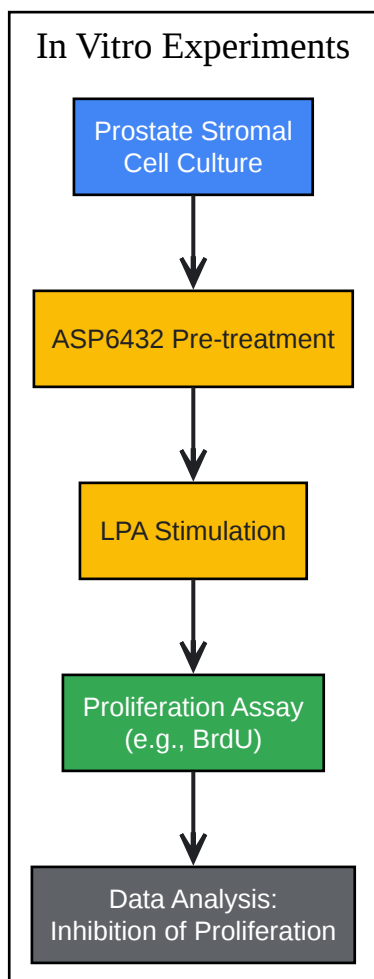 In Vitro Experiments
Prostate Stromal
Cell Culture
ASP6432 Pre-treatment
LPA Stimulation
Proliferation Assay
(e.g., BrdU)
Data Analysis:
Inhibition of Proliferation